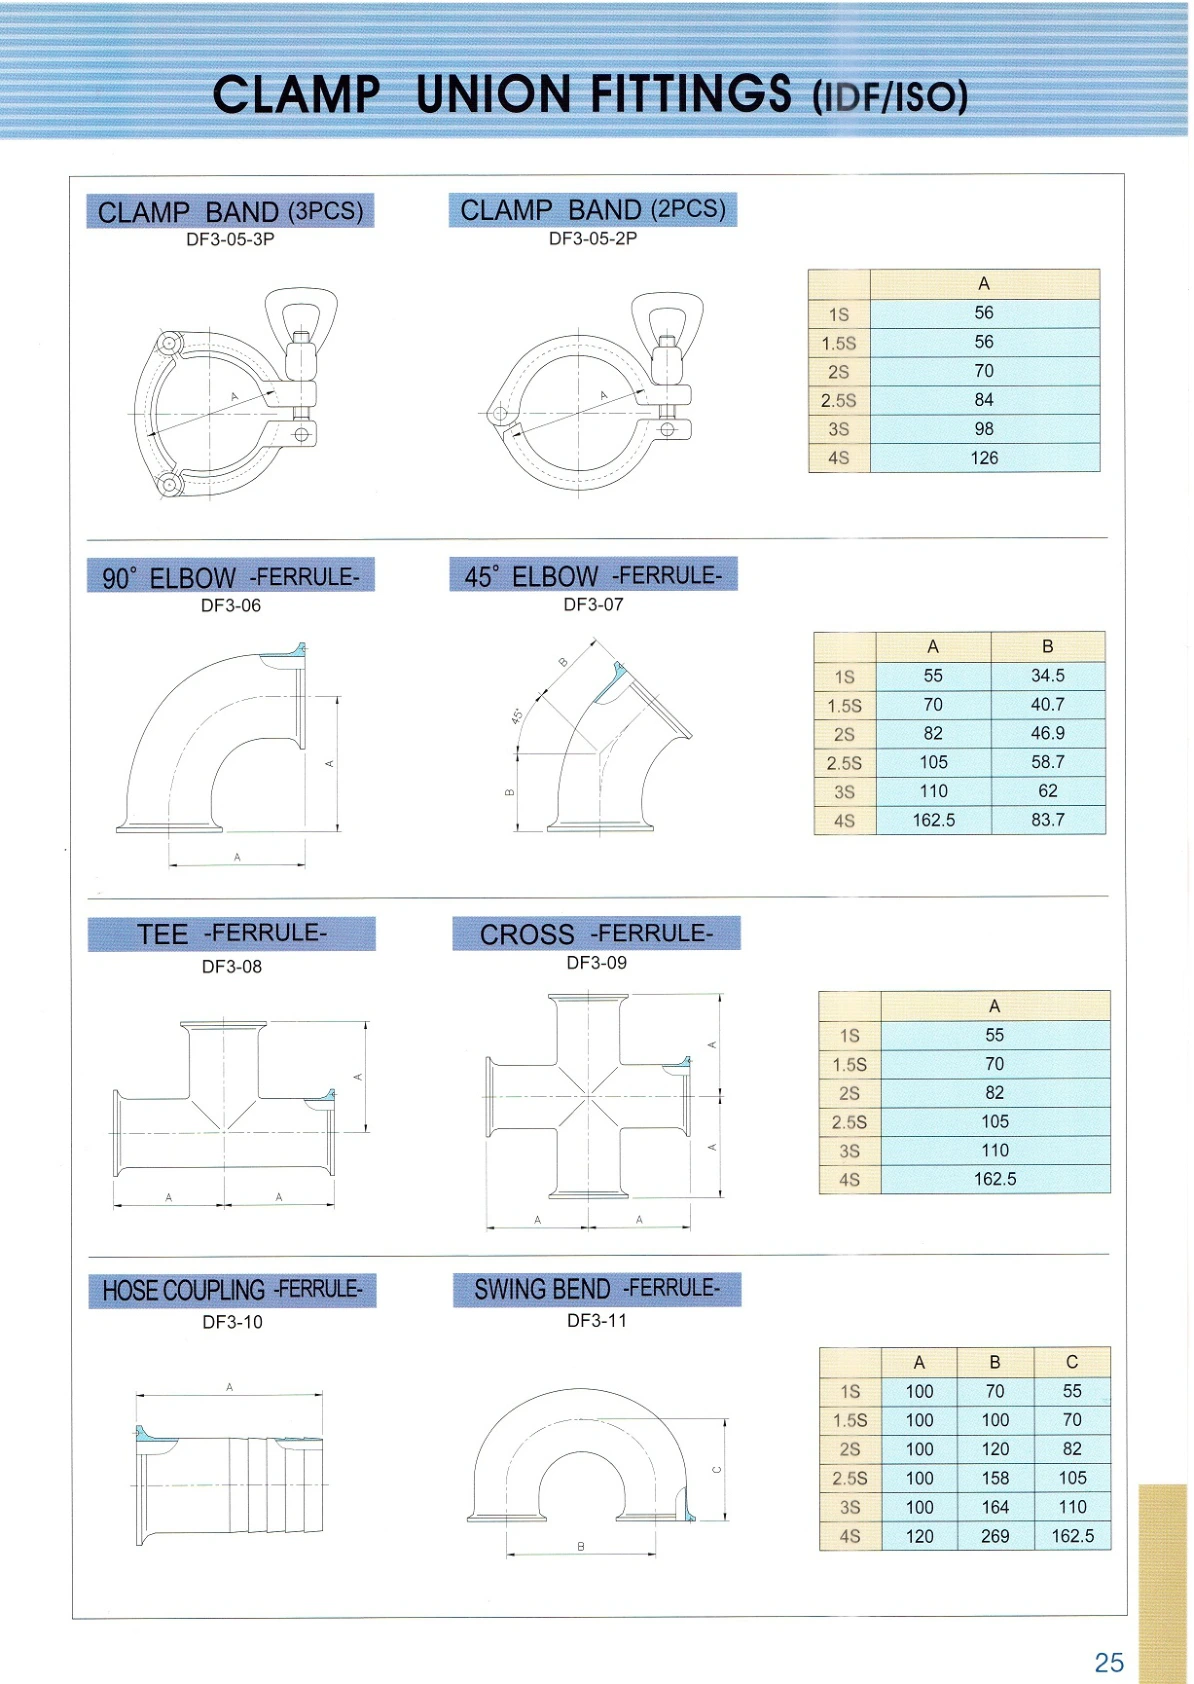 CLAMP UNION FITTINGS (IDF/ISO)
CLAMP BAND (3PCS)
DF3-05-3P
CLAMP BAND (2PCS)
DF3-05-2P
A
A
A
1S 56
1.5S 56
2S 70
2.5S 84
3S 98
4S 126
90° ELBOW -FERRULE-
DF3-06
45° ELBOW -FERRULE-
DF3-07
A
A
B
45°
B
A B
1S 55 34.5
1.5S 70 40.7
2S 82 46.9
2.5S 105 58.7
3S 110 62
4S 162.5 83.7
TEE -FERRULE-
DF3-08
CROSS -FERRULE-
DF3-09
A
A A
A
A
A A
A
1S 55
1.5S 70
2S 82
2.5S 105
3S 110
4S 162.5
HOSE COUPLING -FERRULE-
DF3-10
SWING BEND -FERRULE-
DF3-11
A
C
B
A B C
1S 100 70 55
1.5S 100 100 70
2S 100 120 82
2.5S 100 158 105
3S 100 164 110
4S 120 269 162.5
25